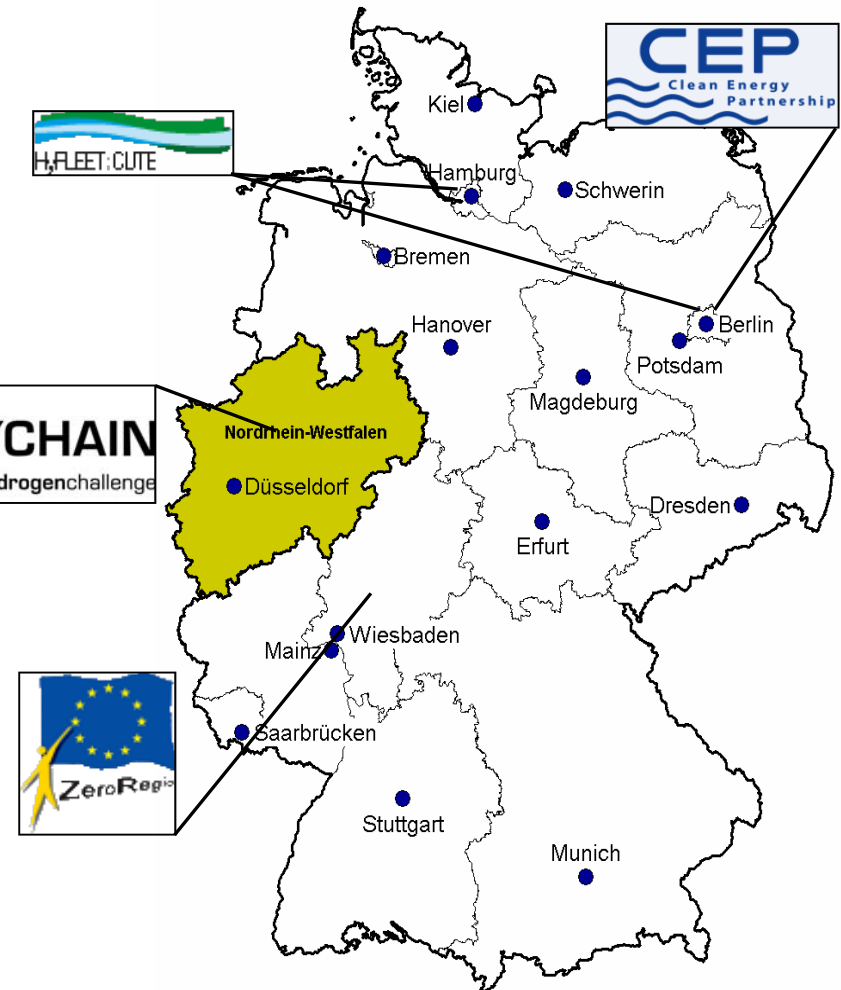 CEP
Clean Energy
Partnership
Kiel
H₂FLEET:CUTE
Hamburg
Schwerin
Bremen
Hanover
Berlin
Potsdam
Magdeburg
YCHAIN
drogenchallenge
Nordrhein-Westfalen
Düsseldorf
Dresden
Erfurt
Wiesbaden
Mainz
Saarbrücken
ZeroRegio
Stuttgart
Munich